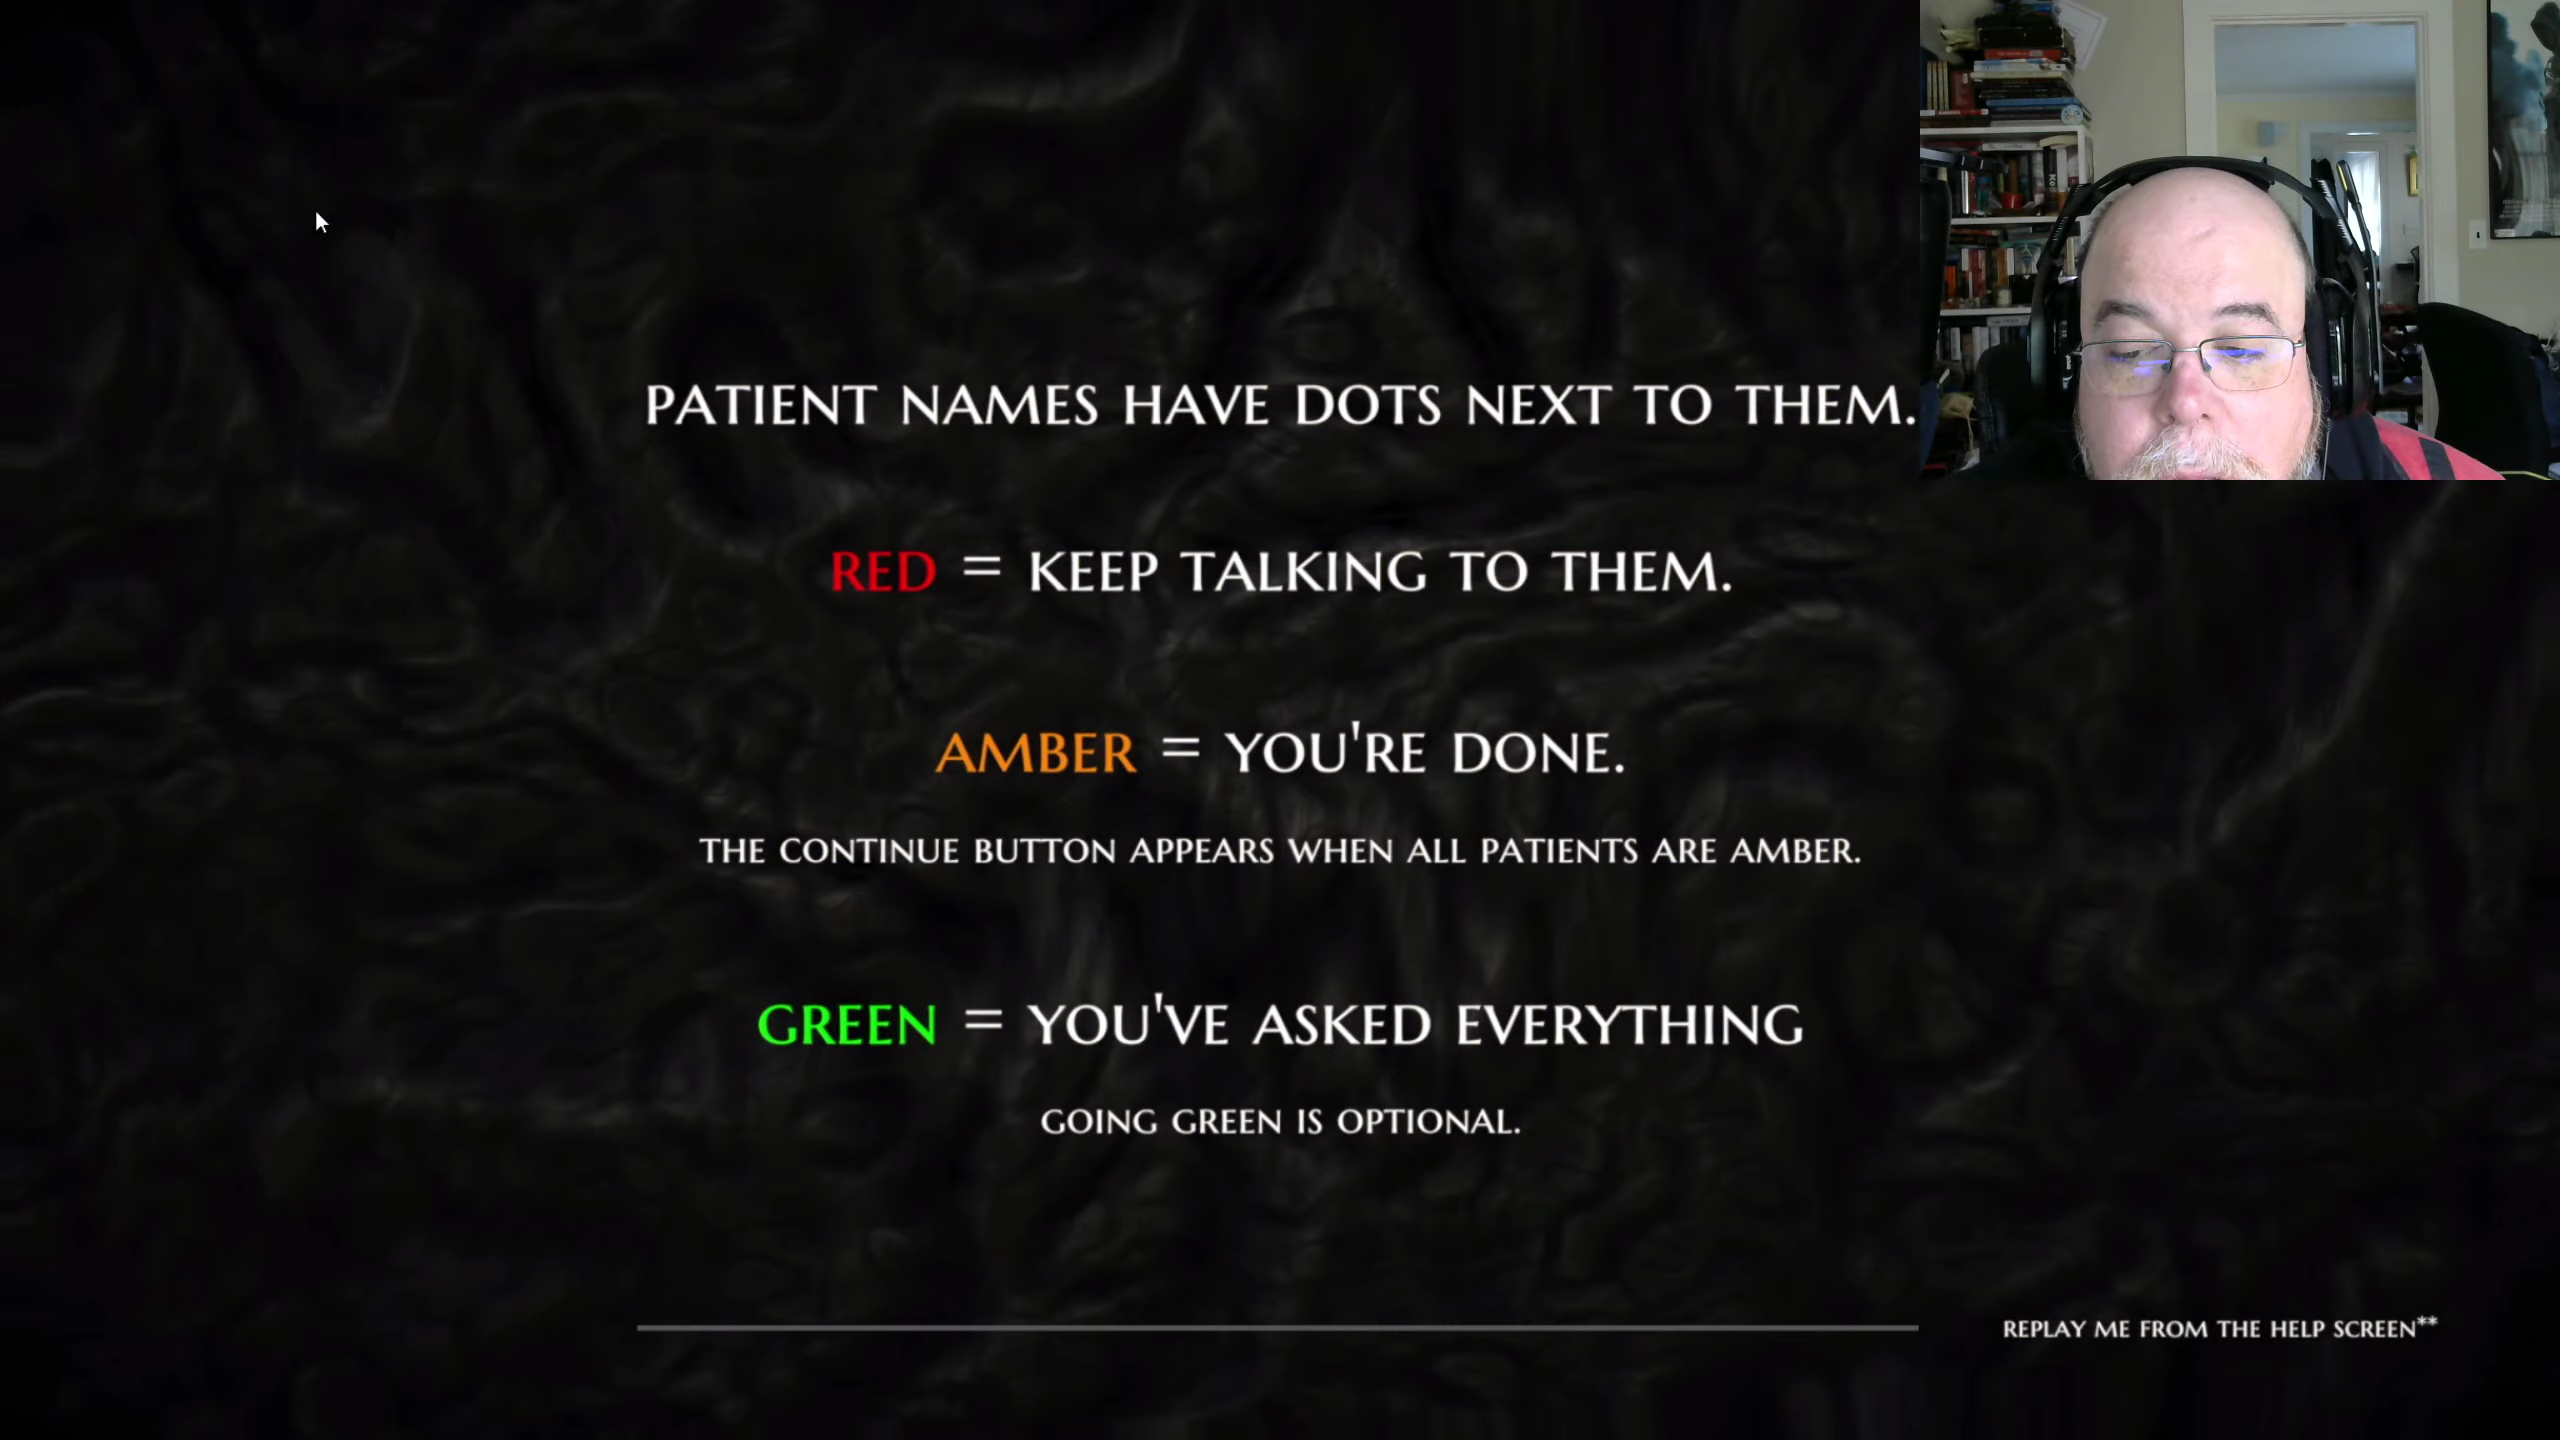 PATIENT NAMES HAVE DOTS NEXT TO THEM.
RED = KEEP TALKING TO THEM.
AMBER = YOU'RE DONE.
THE CONTINUE BUTTON APPEARS WHEN ALL PATIENTS ARE AMBER.
GREEN = YOU'VE ASKED EVERYTHING
GOING GREEN IS OPTIONAL.
REPLAY ME FROM THE HELP SCREEN**